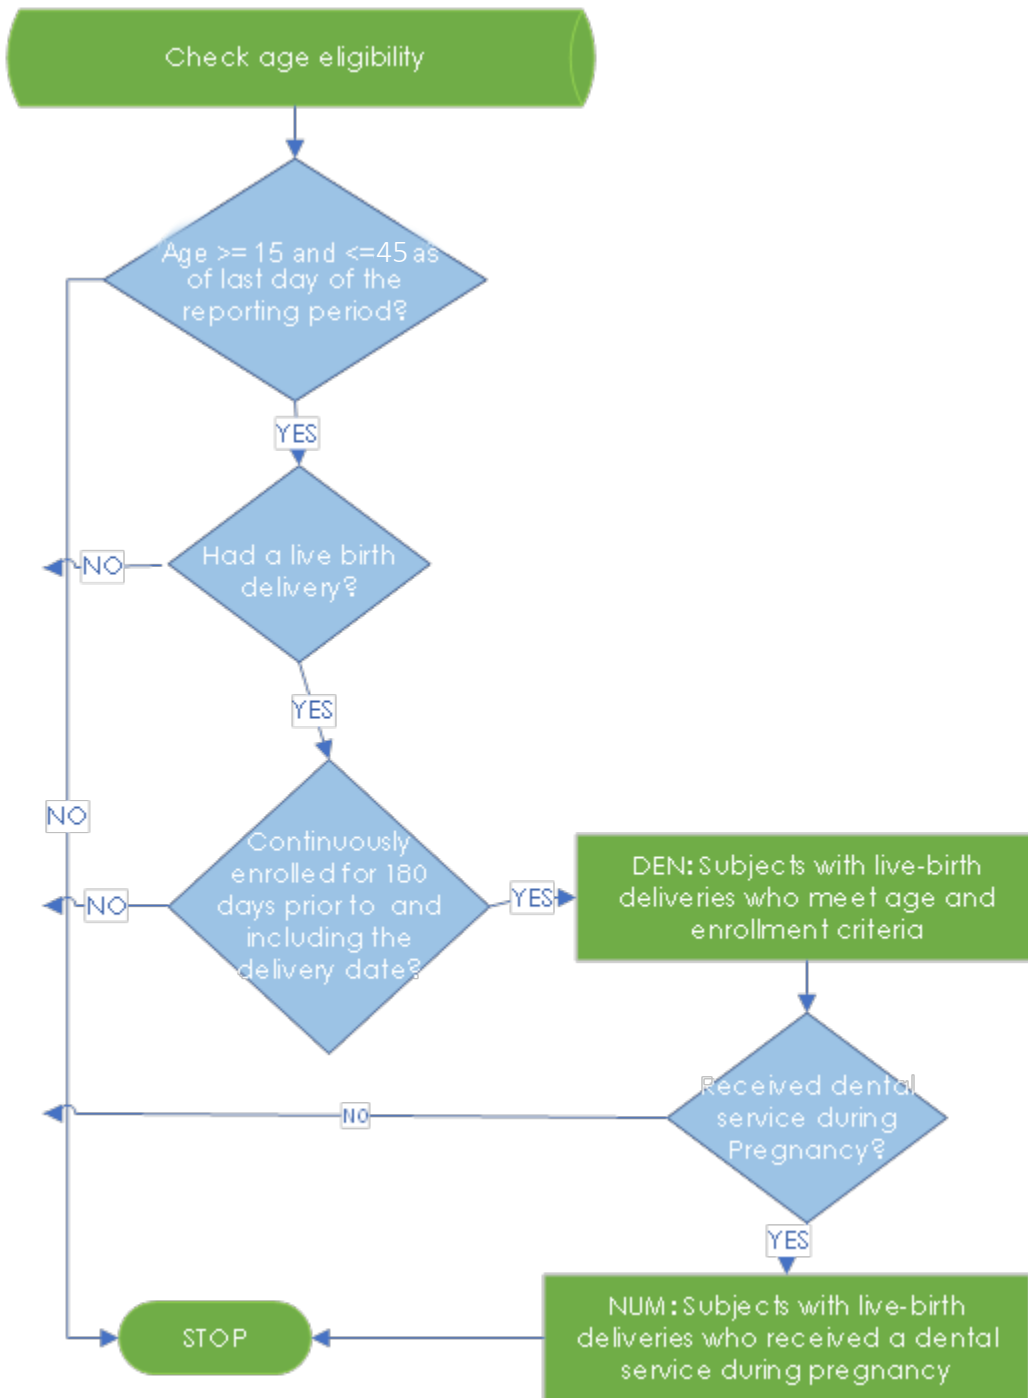 Check age eligibility
Age >= 15 and <=45 as
of last day of the
reporting period?
YES
Had a live birth
delivery?
NO
YES
NO
Continuously
enrolled for 180
days prior to and
including the
delivery date?
NO
YES
DEN: Subjects with live-birth
deliveries who meet age and
enrollment criteria
Received dental
service during
Pregnancy?
NO
YES
NUM: Subjects with live-birth
deliveries who received a dental
service during pregnancy
STOP